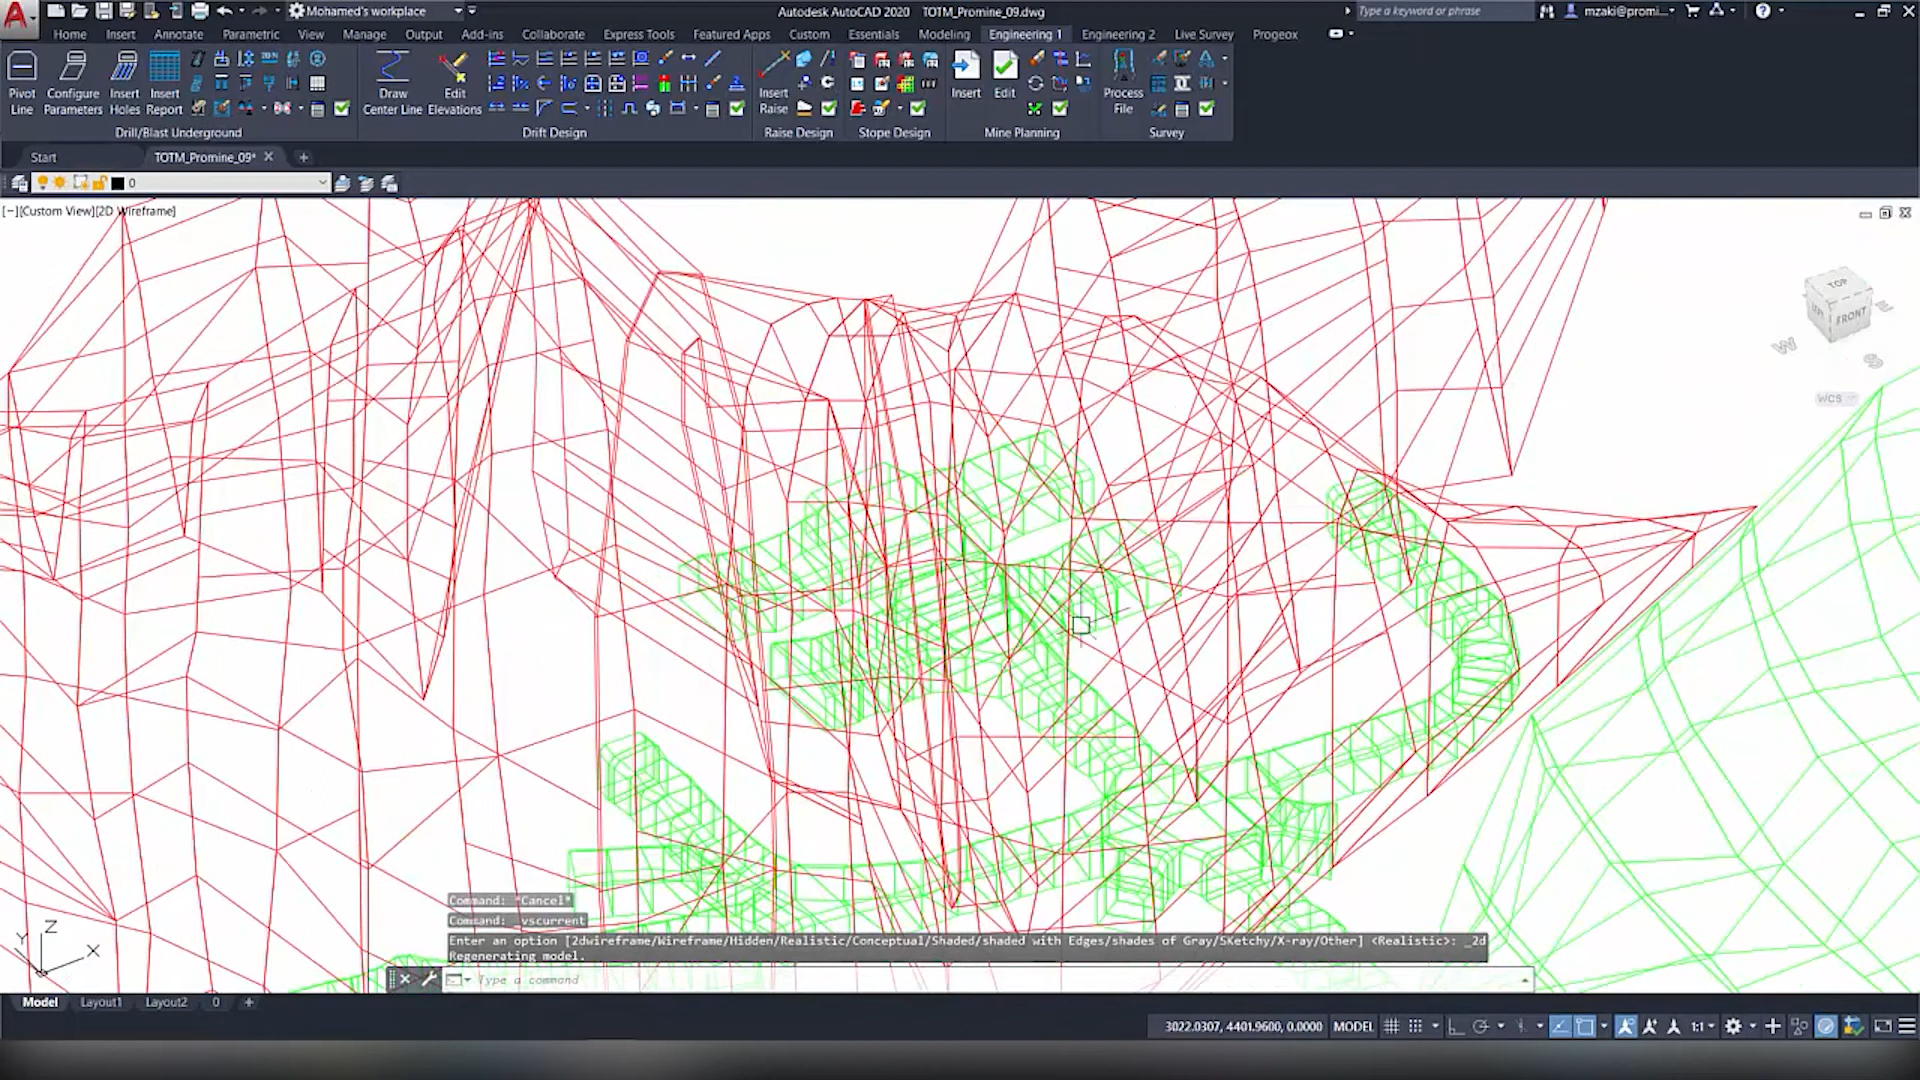 Mohamed's workplace
Autodesk AutoCAD 2020 TOTM_Promine_09.dwg
Type a keyword or phrase
mzaki@promi...
Home Insert Annotate Parametric View Manage Output Add-ins Collaborate Express Tools Featured Apps Custom Essentials Modeling Engineering 1 Engineering 2 Live Survey Progeox
Pivot Line
Configure Parameters
Insert Holes
Insert Report
Draw Center Line
Edit Elevations
Insert Raise
Insert
Edit
Process File
Drill/Blast Underground
Drift Design
Raise Design
Stope Design
Mine Planning
Survey
Start
TOTM_Promine_09*
0
[−][Custom View][2D Wireframe]
TOP
FRONT
W
S
WCS
Z
Y
X
Command: *Cancel*
Command: _vscurrent
Enter an option [2dwireframe/Wireframe/Hidden/Realistic/Conceptual/Shaded/shaded with Edges/shades of Gray/SKetchy/X-ray/Other] <Realistic>: _2d
Regenerating model.
Type a command
Model Layout1 Layout2 0
3022.0307, 4401.9600, 0.0000 MODEL
1:1